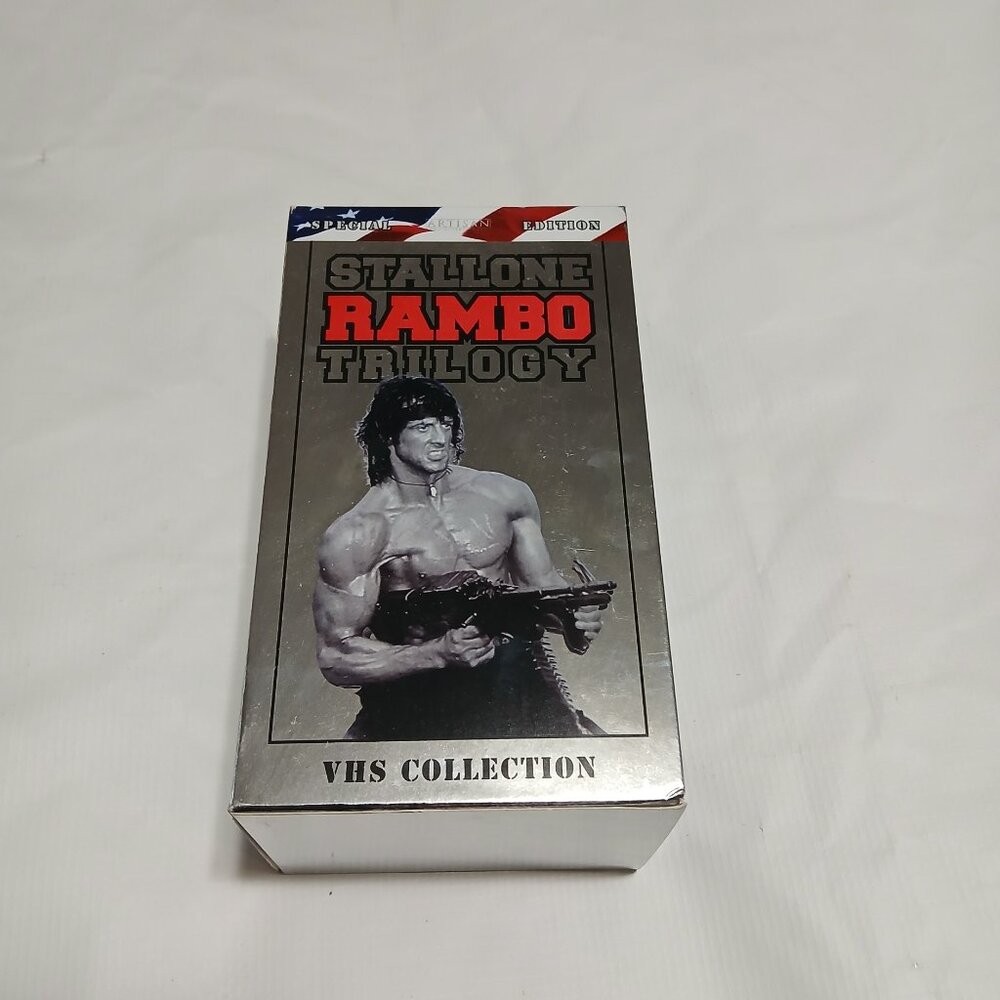 SPECIAL ARTISAN EDITION
STALLONE
RAMBO
TRILOGY
VHS COLLECTION